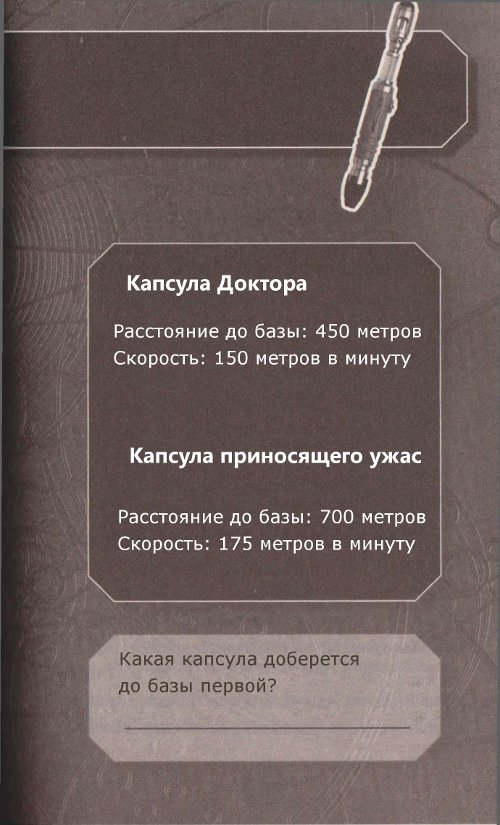 Капсула Доктора
Расстояние до базы: 450 метров
Скорость: 150 метров в минуту
Капсула приносящего ужас
Расстояние до базы: 700 метров
Скорость: 175 метров в минуту
Какая капсула доберется
до базы первой?